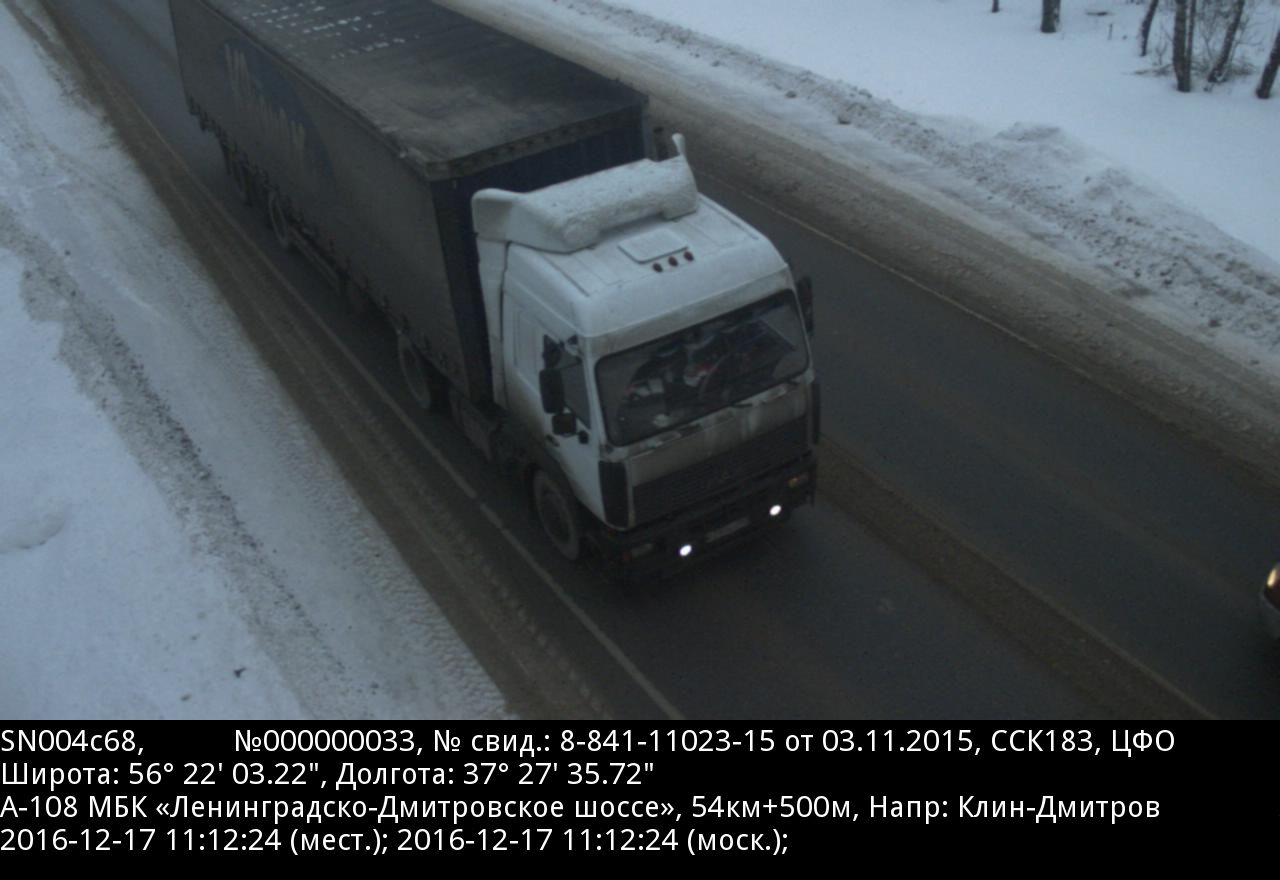 SN004c68, №000000033, № свид.: 8-841-11023-15 от 03.11.2015, ССК183, ЦФО
Широта: 56° 22' 03.22", Долгота: 37° 27' 35.72"
А-108 МБК «Ленинградско-Дмитровское шоссе», 54км+500м, Напр: Клин-Дмитров
2016-12-17 11:12:24 (мест.); 2016-12-17 11:12:24 (моск.);